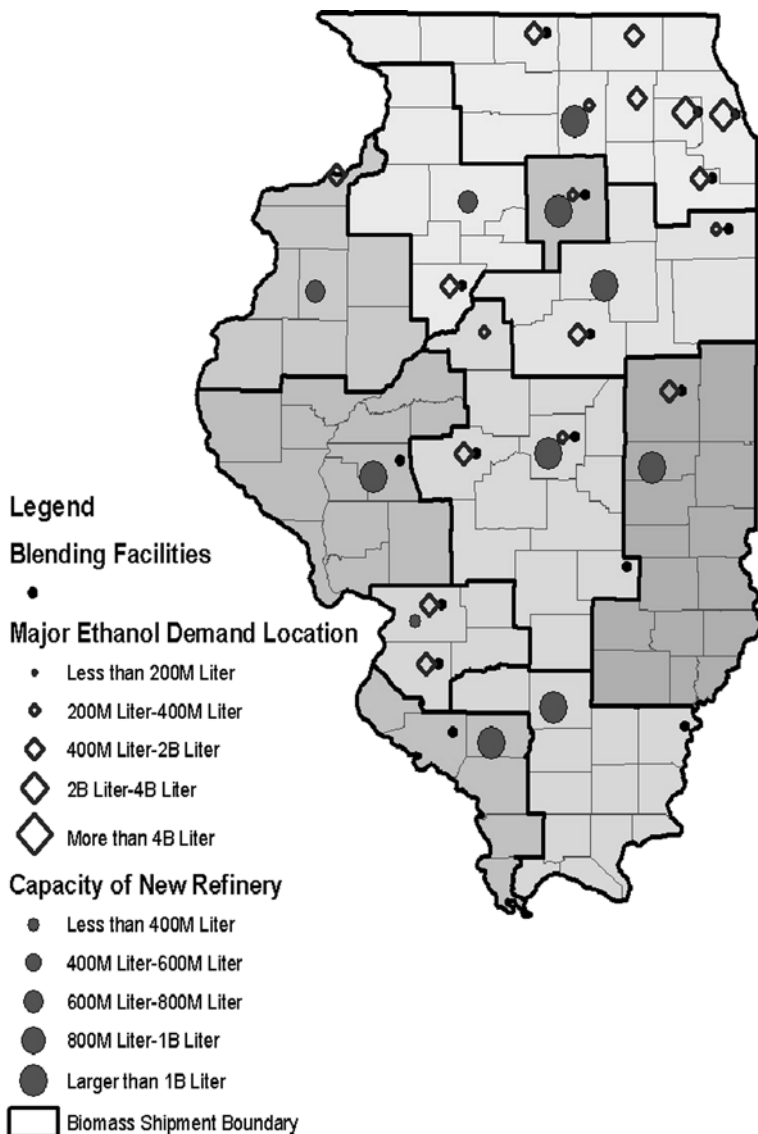 Legend
Blending Facilities
Major Ethanol Demand Location
Less than 200M Liter
200M Liter-400M Liter
400M Liter-2B Liter
2B Liter-4B Liter
More than 4B Liter
Capacity of New Refinery
Less than 400M Liter
400M Liter-600M Liter
600M Liter-800M Liter
800M Liter-1B Liter
Larger than 1B Liter
Biomass Shipment Boundary